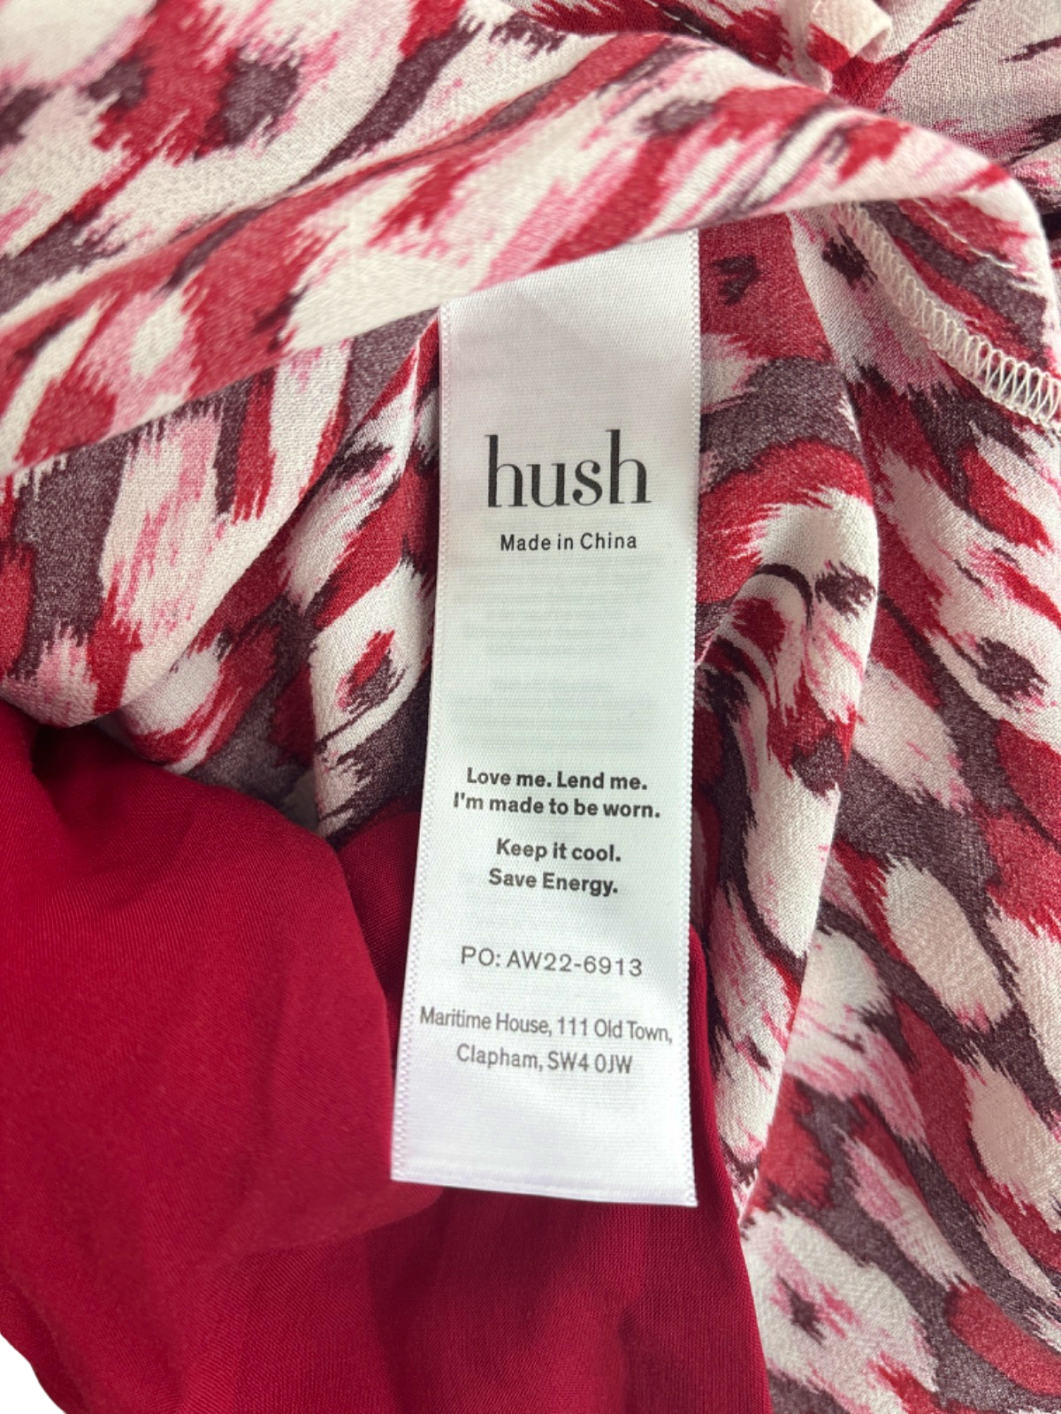 hush
Made in China
Love me. Lend me.
I'm made to be worn.
Keep it cool.
Save Energy.
PO: AW22-6913
Maritime House, 111 Old Town,
Clapham, SW4 0JW